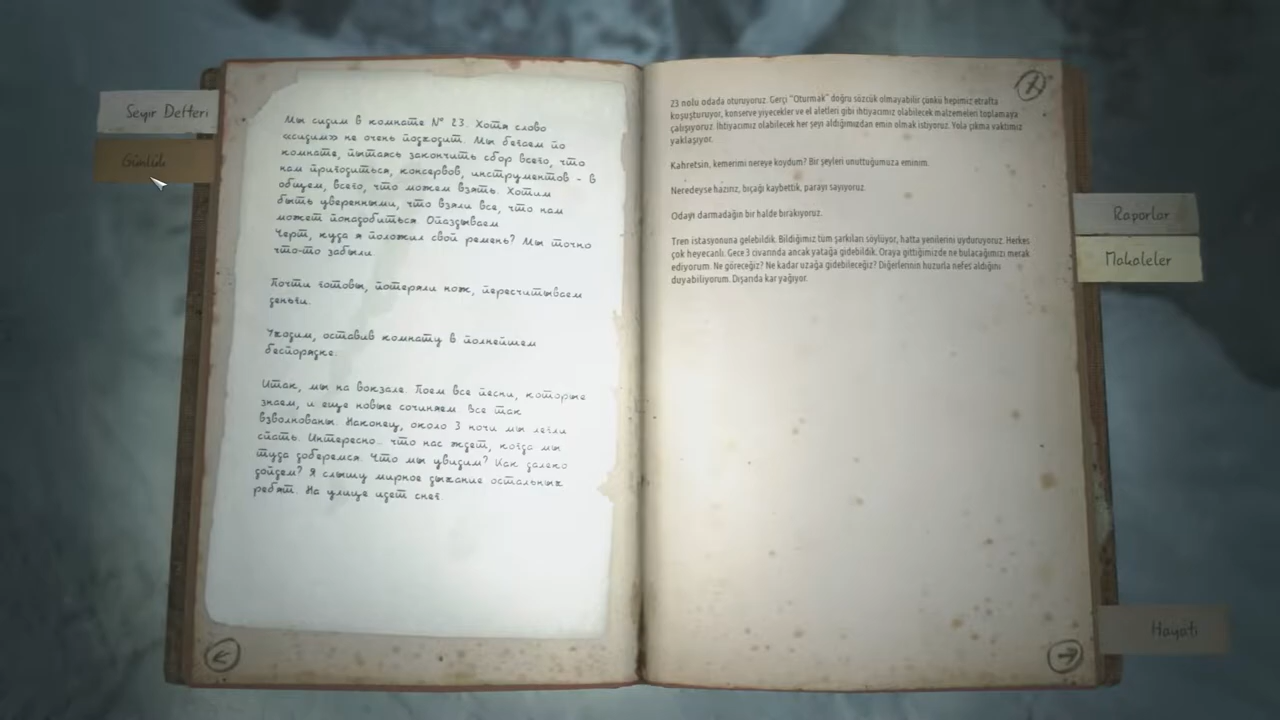 Seyir Defteri
Günlük
Мы сидим в комнате № 23. Хотя слово
«сидим» не очень подходит. Мы бегаем по
комнате, пытаясь закончить сбор всего, что
нам пригодиться, консервов, инструментов - в
общем, всего, что можем взять. Хотим
быть уверенными, что взяли все, что нам
может понадобиться. Опаздываем
Черт, куда я положил свой ремень? Мы точно
что-то забыли.
Почти готовы, потеряли нож, пересчитываем
деньги.
Уходим, оставив комнату в полнейшем
беспорядке.
Итак, мы на вокзале. Поем все песни, которые
знаем, и еще новые сочиняем. Все так
взволнованы. Наконец, около 3 ночи мы легли
спать. Интересно.. что нас ждет, когда мы
туда доберемся. Что мы увидим? Как далеко
дойдем? Я слышу мирное дыхание остальных
ребят. На улице идет снег
23 nolu odada oturuyoruz. Gerçi "Oturmak" doğru sözcük olmayabilir çünkü hepimiz etrafta
koşuşturuyor, konserve yiyecekler ve el aletleri gibi ihtiyacımız olabilecek malzemeleri toplamaya
çalışıyoruz. İhtiyacımız olabilecek her şeyi aldığımızdan emin olmak istiyoruz. Yola çıkma vaktimiz
yaklaşıyor.
Kahretsin, kemerimi nereye koydum? Bir şeyleri unuttuğumuza eminim.
Neredeyse hazırız, bıçağı kaybettik, parayı sayıyoruz.
Odayı darmadağın bir halde bırakıyoruz.
Tren istasyonuna gelebildik. Bildiğimiz tüm şarkıları söylüyor, hatta yenilerini uyduruyoruz. Herkes
çok heyecanlı. Gece 3 civarında ancak yatağa gidebildik. Oraya gittiğimizde ne bulacağımızı merak
ediyorum. Ne göreceğiz? Ne kadar uzağa gidebileceğiz? Diğerlerinin huzurla nefes aldığını
duyabiliyorum. Dışarıda kar yağıyor.
Raporlar
Makaleler
Hayati